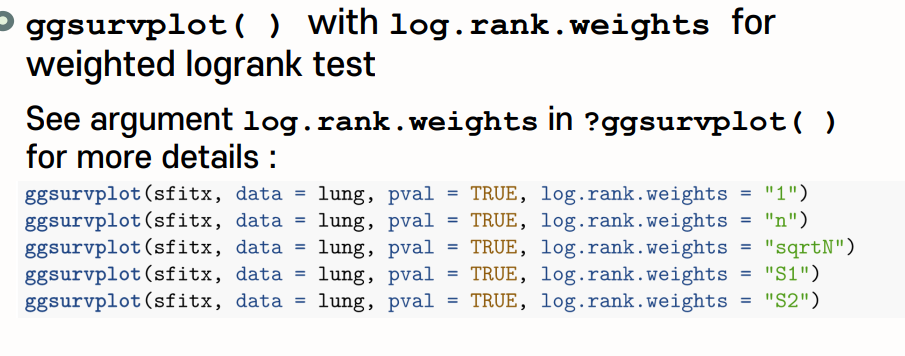 ggsurvplot( ) with log.rank.weights for
weighted logrank test
See argument log.rank.weights in ?ggsurvplot( )
for more details :
ggsurvplot(sfitx, data = lung, pval = TRUE, log.rank.weights = "1")
ggsurvplot(sfitx, data = lung, pval = TRUE, log.rank.weights = "n")
ggsurvplot(sfitx, data = lung, pval = TRUE, log.rank.weights = "sqrtN")
ggsurvplot(sfitx, data = lung, pval = TRUE, log.rank.weights = "S1")
ggsurvplot(sfitx, data = lung, pval = TRUE, log.rank.weights = "S2")